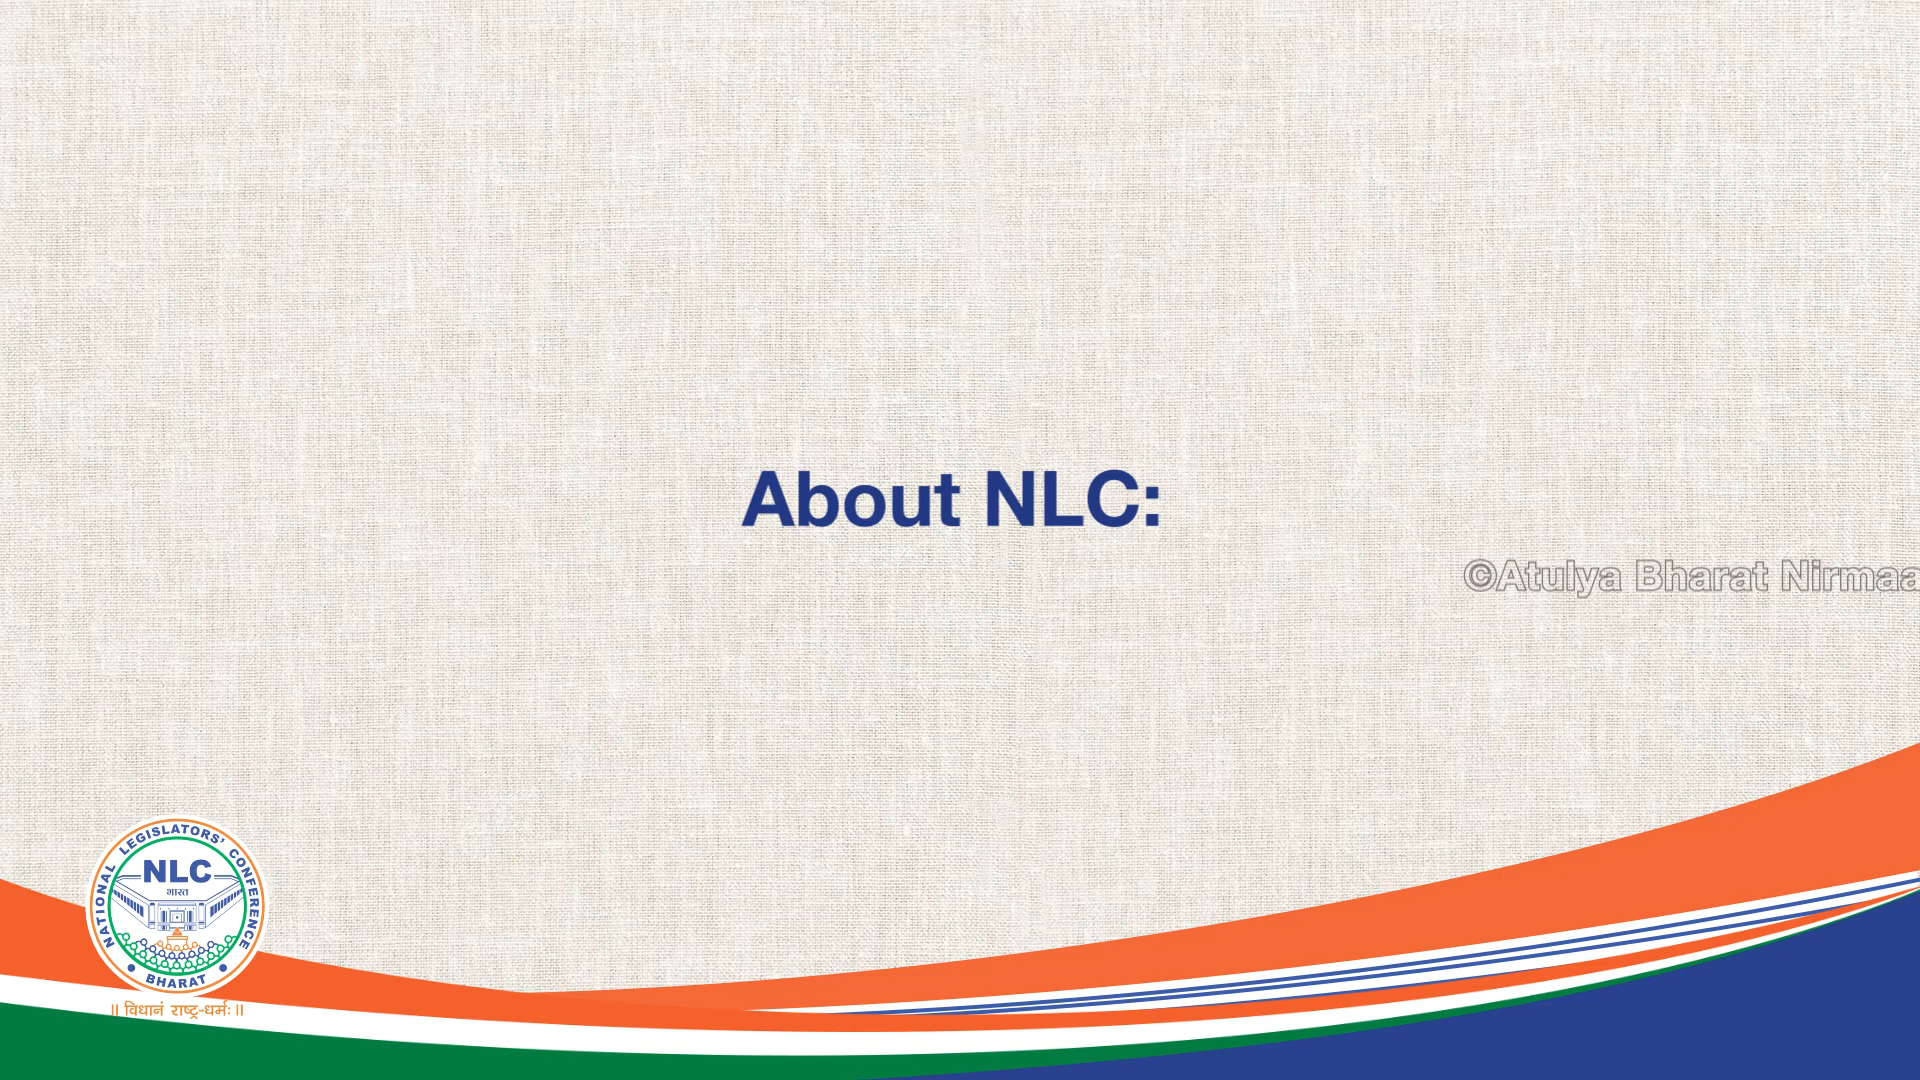 About NLC:
©Atulya Bharat Nirmaa
NATIONAL LEGISLATORS' CONFERENCE
NLC
भारत
BHARAT
॥ विधानं राष्ट्र-धर्मः ॥